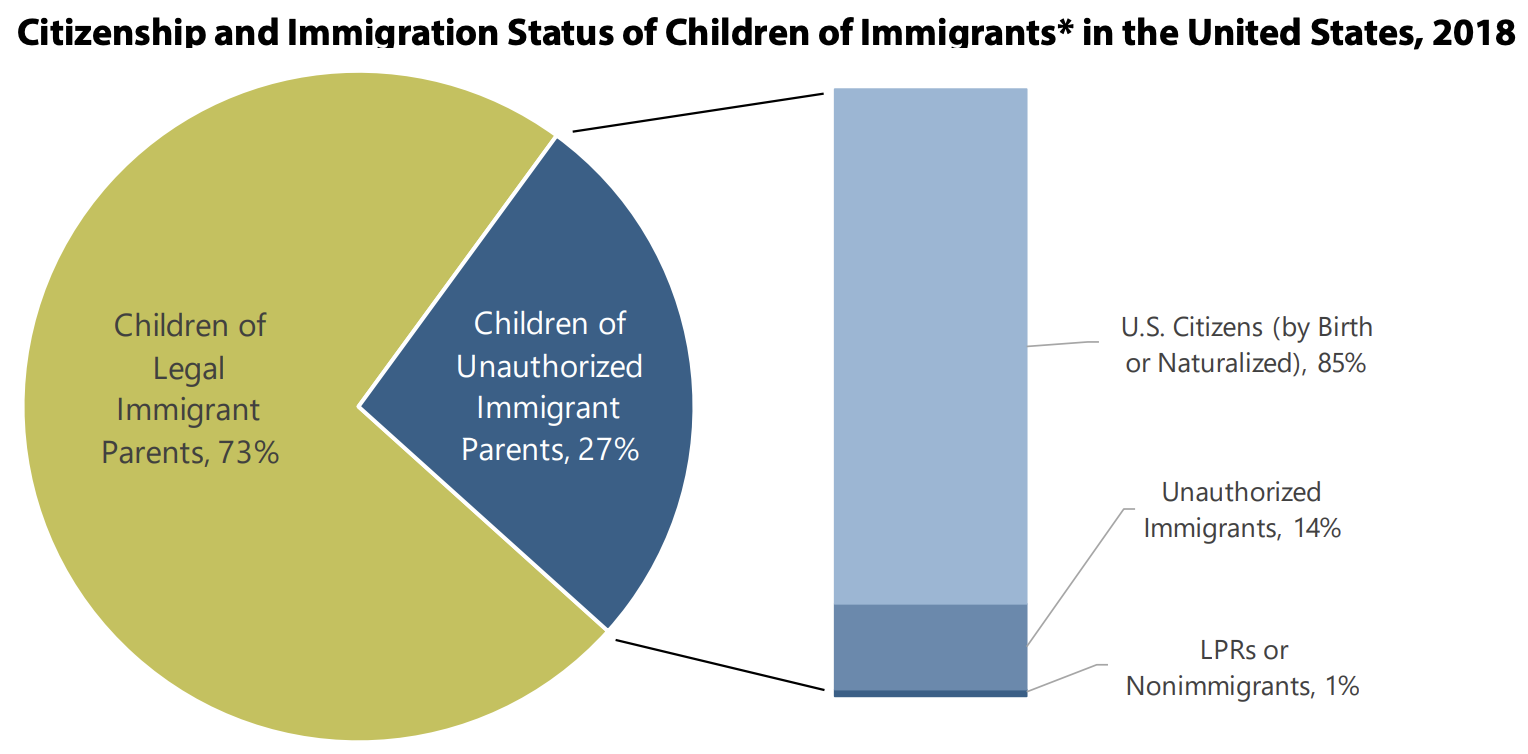 Citizenship and Immigration Status of Children of Immigrants* in the United States, 2018
Children of
Legal
Immigrant
Parents, 73%
Children of
Unauthorized
Immigrant
Parents, 27%
U.S. Citizens (by Birth
or Naturalized), 85%
Unauthorized
Immigrants, 14%
LPRs or
Nonimmigrants, 1%